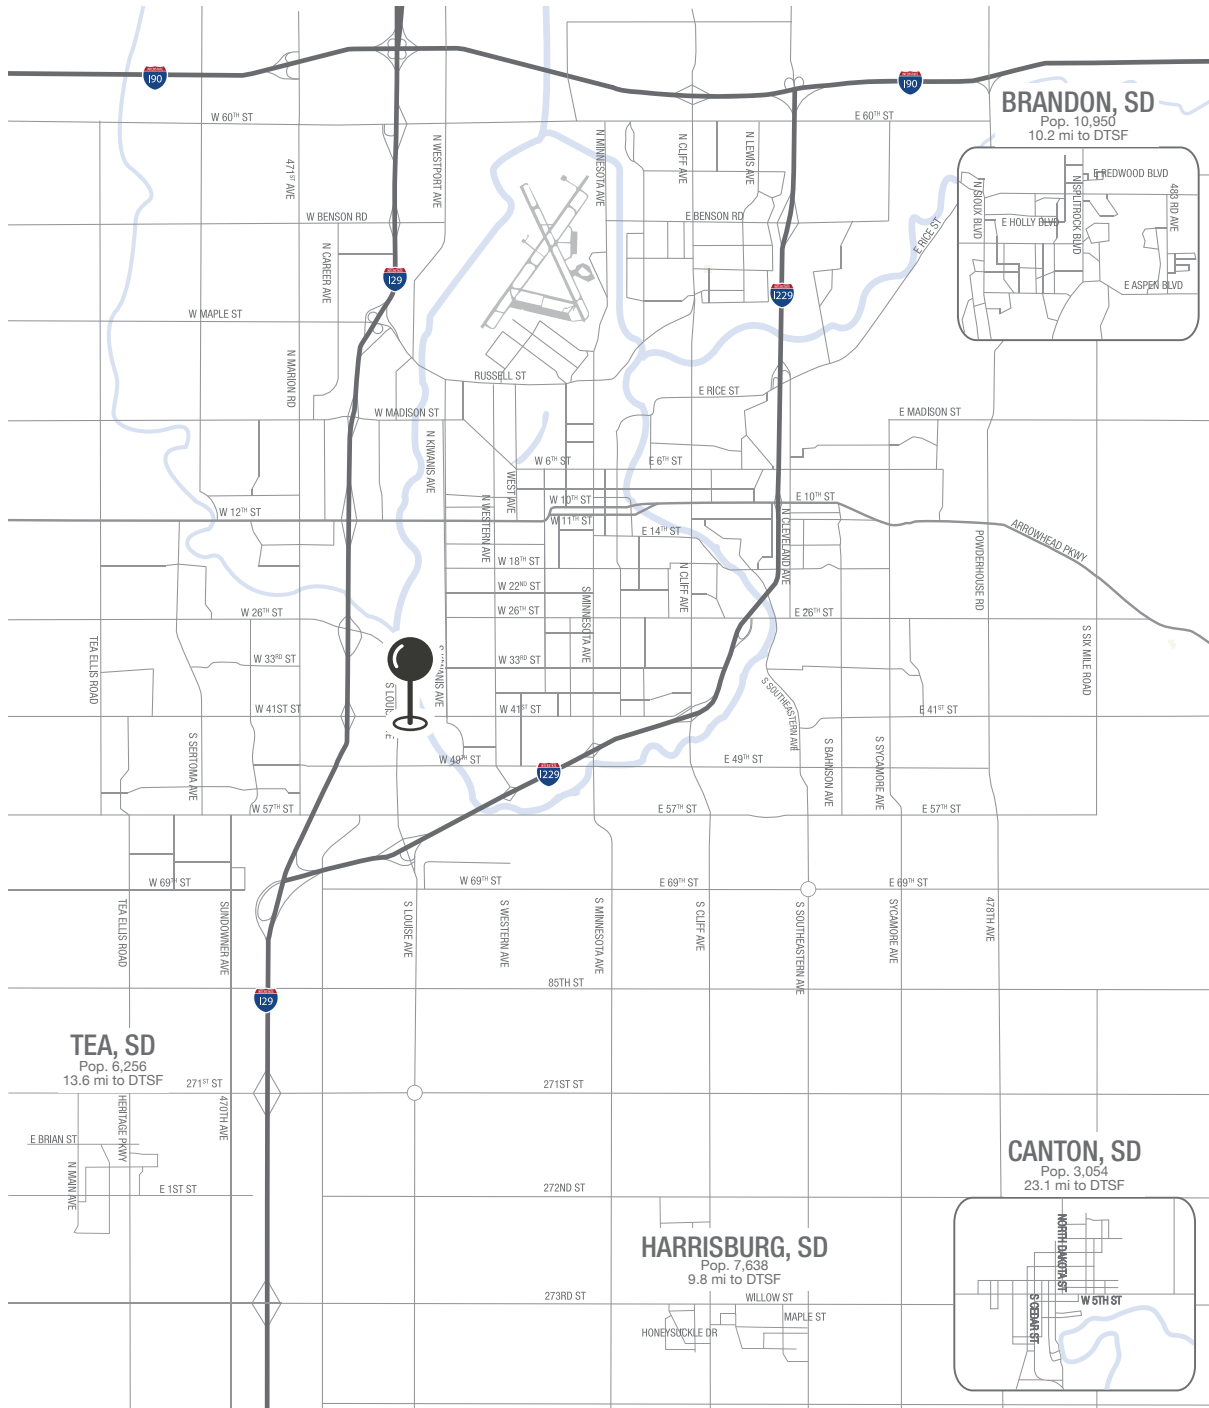 I90
I90
BRANDON, SD
Pop. 10,950
10.2 mi to DTSF
W 60TH ST
E 60TH ST
N WESTPORT AVE
N MINNESOTA AVE
N CLIFF AVE
N LEWIS AVE
471ST AVE
E REDWOOD BLVD
N SIOUX BLVD
N SPLITROCK BLVD
483 RD AVE
E HOLLY BLVD
E ASPEN BLVD
W BENSON RD
E BENSON RD
E RICE ST
N CAREER AVE
I29
I229
W MAPLE ST
N MARION RD
RUSSELL ST
E RICE ST
W MADISON ST
E MADISON ST
N KIWANIS AVE
W 6TH ST
E 6TH ST
WEST AVE
N WESTERN AVE
W 10TH ST
E 10TH ST
W 12TH ST
W 11TH ST
E 14TH ST
N CLEVELAND AVE
ARROWHEAD PKWY
POWDERHOUSE RD
W 18TH ST
N CLIFF AVE
W 22ND ST
S MINNESOTA AVE
W 26TH ST
W 26TH ST
E 26TH ST
TEA ELLIS ROAD
S SIX MILE ROAD
W 33RD ST
W 33RD ST
S SOUTHEASTERN AVE
W 41ST ST
W 41ST ST
E 41ST ST
S SERTOMA AVE
S BAHNSON AVE
S SYCAMORE AVE
W 49TH ST
E 49TH ST
I229
W 57TH ST
E 57TH ST
E 57TH ST
W 69TH ST
W 69TH ST
E 69TH ST
E 69TH ST
TEA ELLIS ROAD
SUNDOWNER AVE
S LOUISE AVE
S WESTERN AVE
S MINNESOTA AVE
S CLIFF AVE
S SOUTHEASTERN AVE
SYCAMORE AVE
478TH AVE
85TH ST
I29
TEA, SD
Pop. 6,256
13.6 mi to DTSF
271ST ST
271ST ST
HERITAGE PKWY
470TH AVE
E BRIAN ST
N MAIN AVE
E 1ST ST
272ND ST
CANTON, SD
Pop. 3,054
23.1 mi to DTSF
NORTH DAKOTA ST
S CEDAR ST
W 5TH ST
HARRISBURG, SD
Pop. 7,638
9.8 mi to DTSF
273RD ST
WILLOW ST
MAPLE ST
HONEYSUCKLE DR